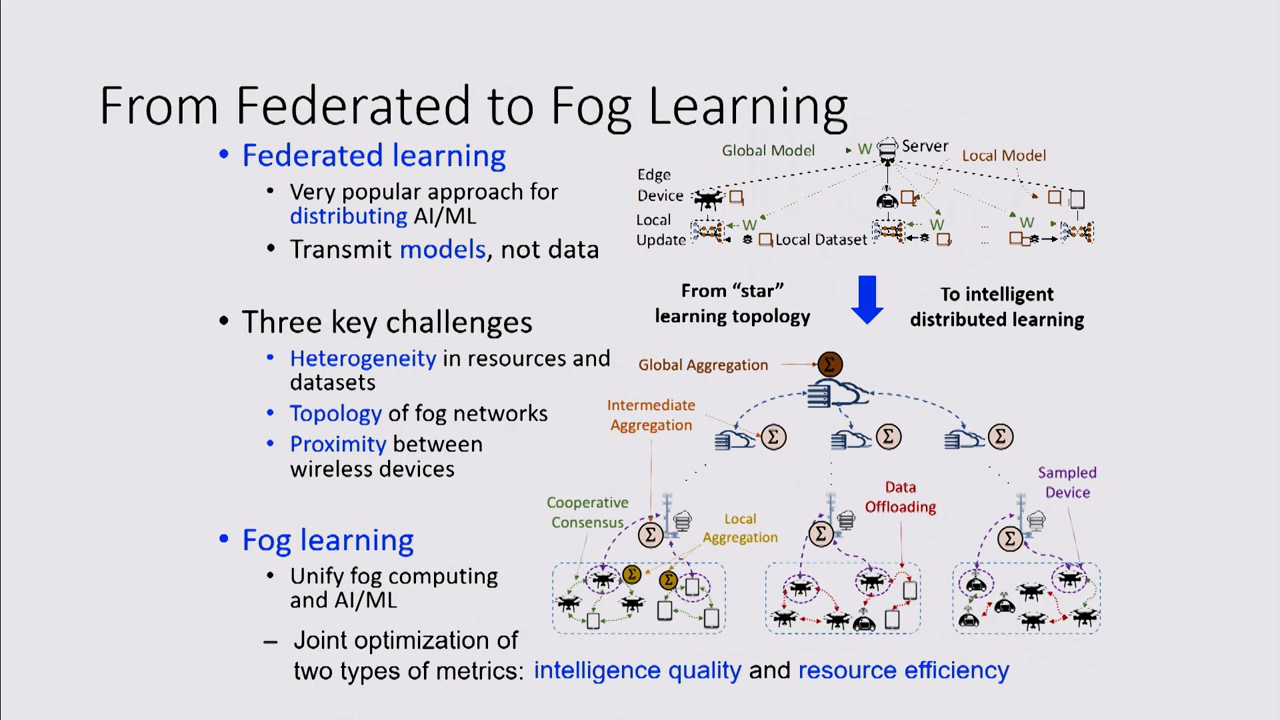 From Federated to Fog Learning
• Federated learning
• Very popular approach for
distributing AI/ML
• Transmit models, not data
• Three key challenges
• Heterogeneity in resources and
datasets
• Topology of fog networks
• Proximity between
wireless devices
• Fog learning
• Unify fog computing
and AI/ML
– Joint optimization of
two types of metrics: intelligence quality and resource efficiency
Global Model W Server
Local Model
Edge
Device
Local
Update
W W W
Local Dataset
...
...
From “star”
learning topology
To intelligent
distributed learning
Global Aggregation Σ
Intermediate
Aggregation
Σ Σ Σ
Sampled
Device
Data
Offloading
Cooperative
Consensus
Local
Aggregation
Σ Σ Σ
Σ Σ